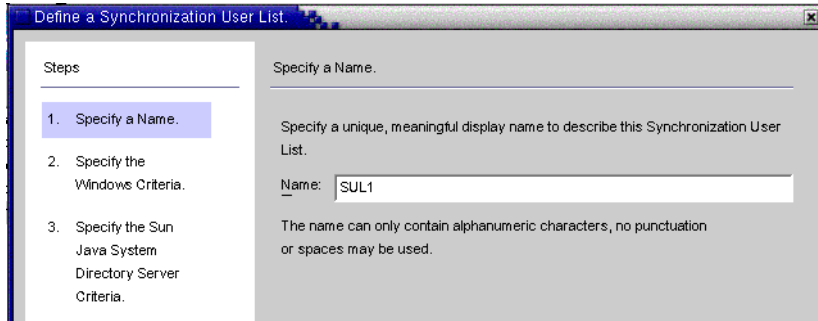 Define a Synchronization User List.
Steps
1. Specify a Name.
2. Specify the
Windows Criteria.
3. Specify the Sun
Java System
Directory Server
Criteria.
Specify a Name.
Specify a unique, meaningful display name to describe this Synchronization User
List.
Name: SUL1
The name can only contain alphanumeric characters, no punctuation
or spaces may be used.